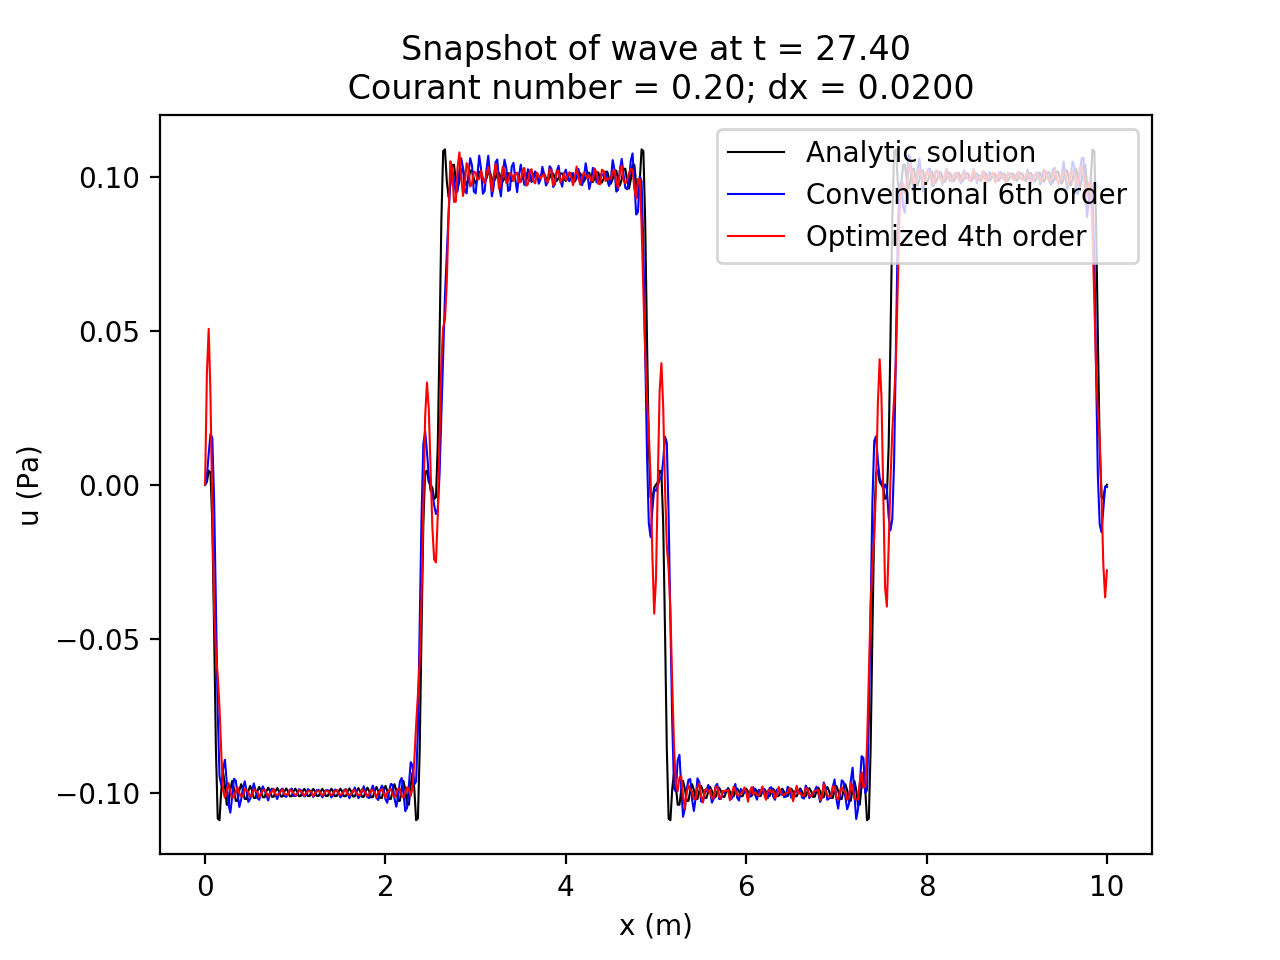 Snapshot of wave at t = 27.40
Courant number = 0.20; dx = 0.0200
Analytic solution
Conventional 6th order
Optimized 4th order
0.10
0.05
0.00
−0.05
−0.10
u (Pa)
0 2 4 6 8 10
x (m)